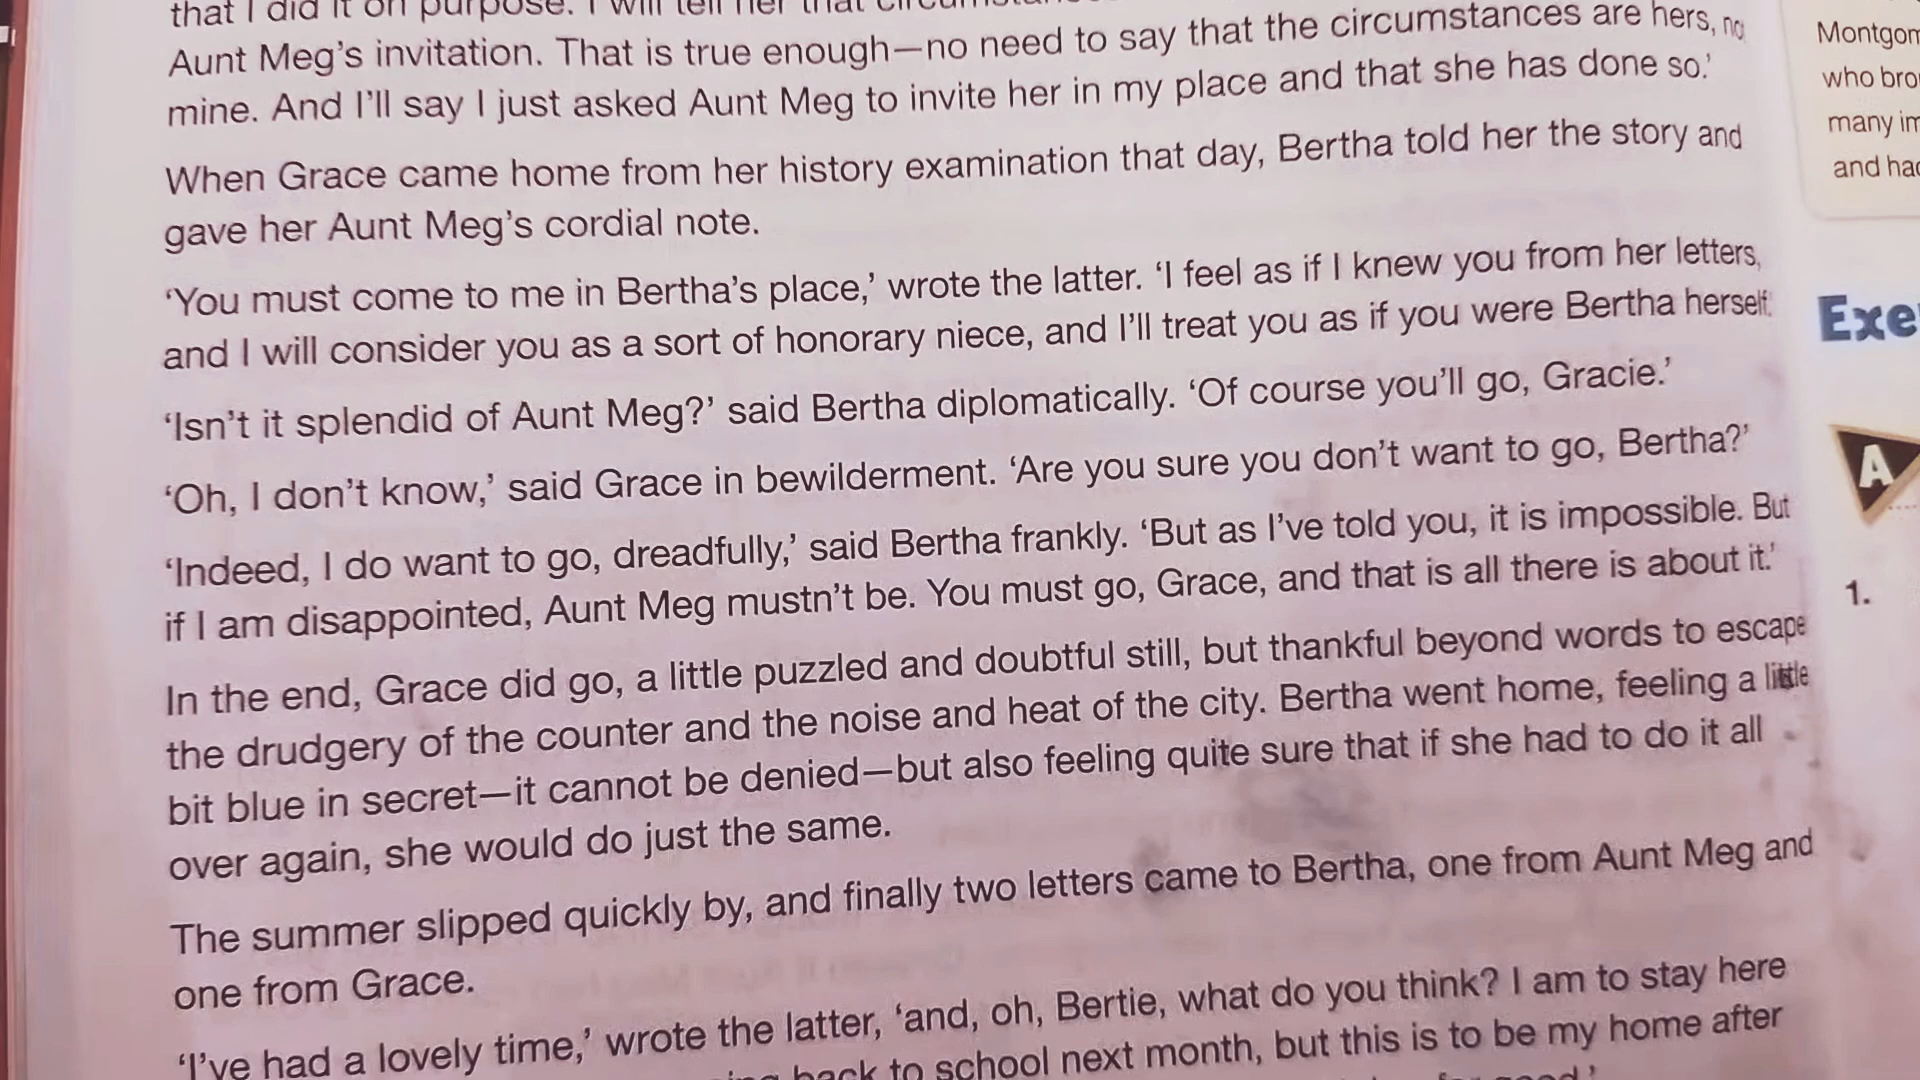 that I did it on purpose. I will tell her that
Aunt Meg's invitation. That is true enough—no need to say that the circumstances are hers, no
mine. And I'll say I just asked Aunt Meg to invite her in my place and that she has done so.'
When Grace came home from her history examination that day, Bertha told her the story and
gave her Aunt Meg's cordial note.
'You must come to me in Bertha's place,' wrote the latter. 'I feel as if I knew you from her letters,
and I will consider you as a sort of honorary niece, and I'll treat you as if you were Bertha herself.'
'Isn't it splendid of Aunt Meg?' said Bertha diplomatically. 'Of course you'll go, Gracie.'
'Oh, I don't know,' said Grace in bewilderment. 'Are you sure you don't want to go, Bertha?'
'Indeed, I do want to go, dreadfully,' said Bertha frankly. 'But as I've told you, it is impossible. But
if I am disappointed, Aunt Meg mustn't be. You must go, Grace, and that is all there is about it.'
In the end, Grace did go, a little puzzled and doubtful still, but thankful beyond words to escape
the drudgery of the counter and the noise and heat of the city. Bertha went home, feeling a little
bit blue in secret—it cannot be denied—but also feeling quite sure that if she had to do it all
over again, she would do just the same.
The summer slipped quickly by, and finally two letters came to Bertha, one from Aunt Meg and
one from Grace.
'I've had a lovely time,' wrote the latter, 'and, oh, Bertie, what do you think? I am to stay here
back to school next month, but this is to be my home after
Montgom
who bro
many im
and had
Exe
A
1.